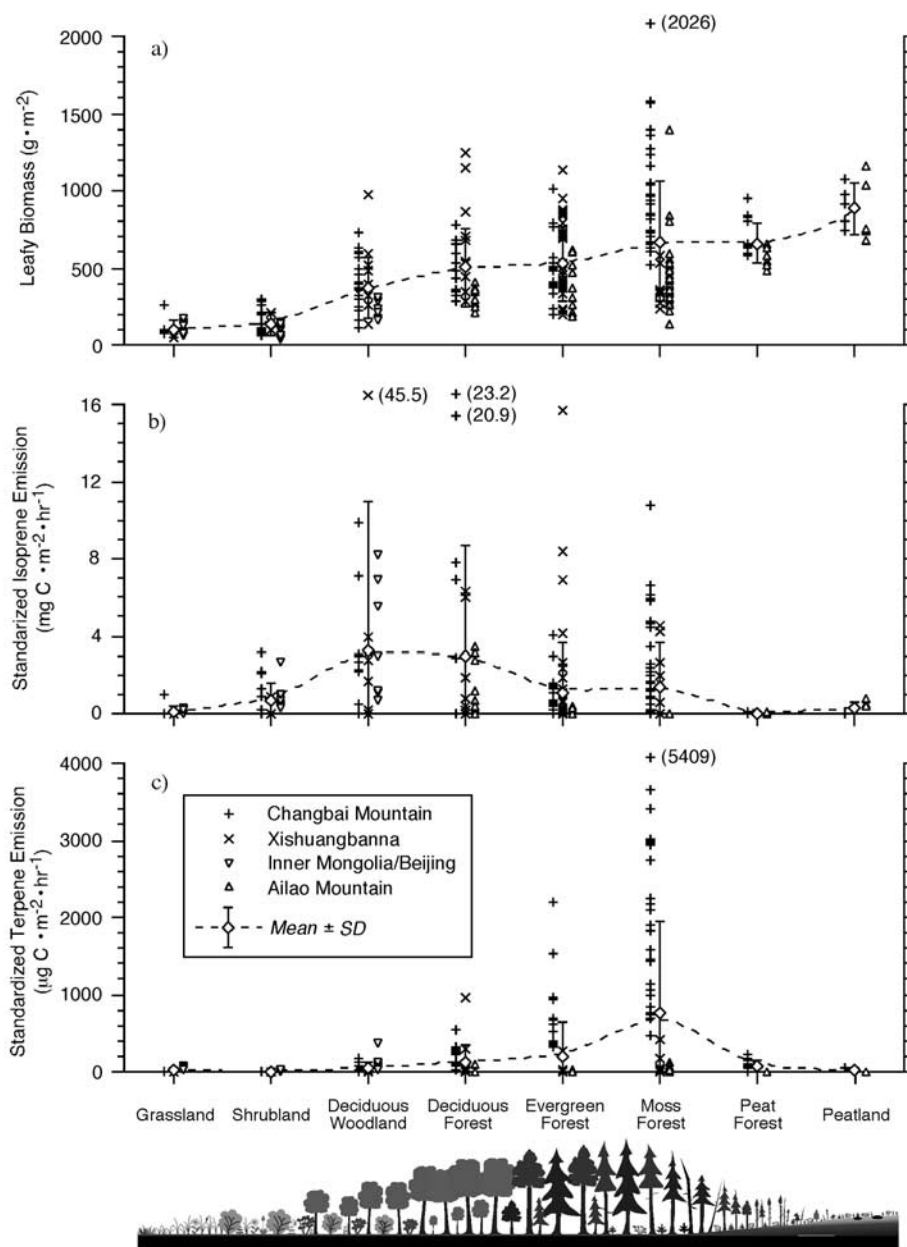 (2026)
2000
a)
1500
1000
500
0
Leafy Biomass (g • m-2)
16
(45.5)
(23.2)
b)
(20.9)
12
8
4
0
Standarized Isoprene Emission
(mg C • m-2 • hr-1)
4000
c)
(5409)
Changbai Mountain
Xishuangbanna
Inner Mongolia/Beijing
Ailao Mountain
Mean ± SD
3000
2000
1000
0
Standardized Terpene Emission
(µg C • m-2 • hr-1)
Grassland Shrubland Deciduous Deciduous Evergreen Moss Peat Peatland
Woodland Forest Forest Forest Forest